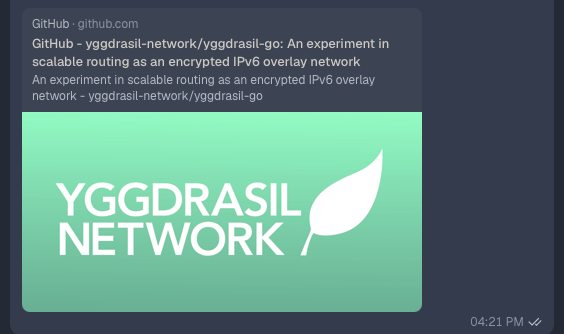 GitHub · github.com
GitHub - yggdrasil-network/yggdrasil-go: An experiment in
scalable routing as an encrypted IPv6 overlay network
An experiment in scalable routing as an encrypted IPv6 overlay
network - yggdrasil-network/yggdrasil-go
YGGDRASIL
NETWORK
04:21 PM